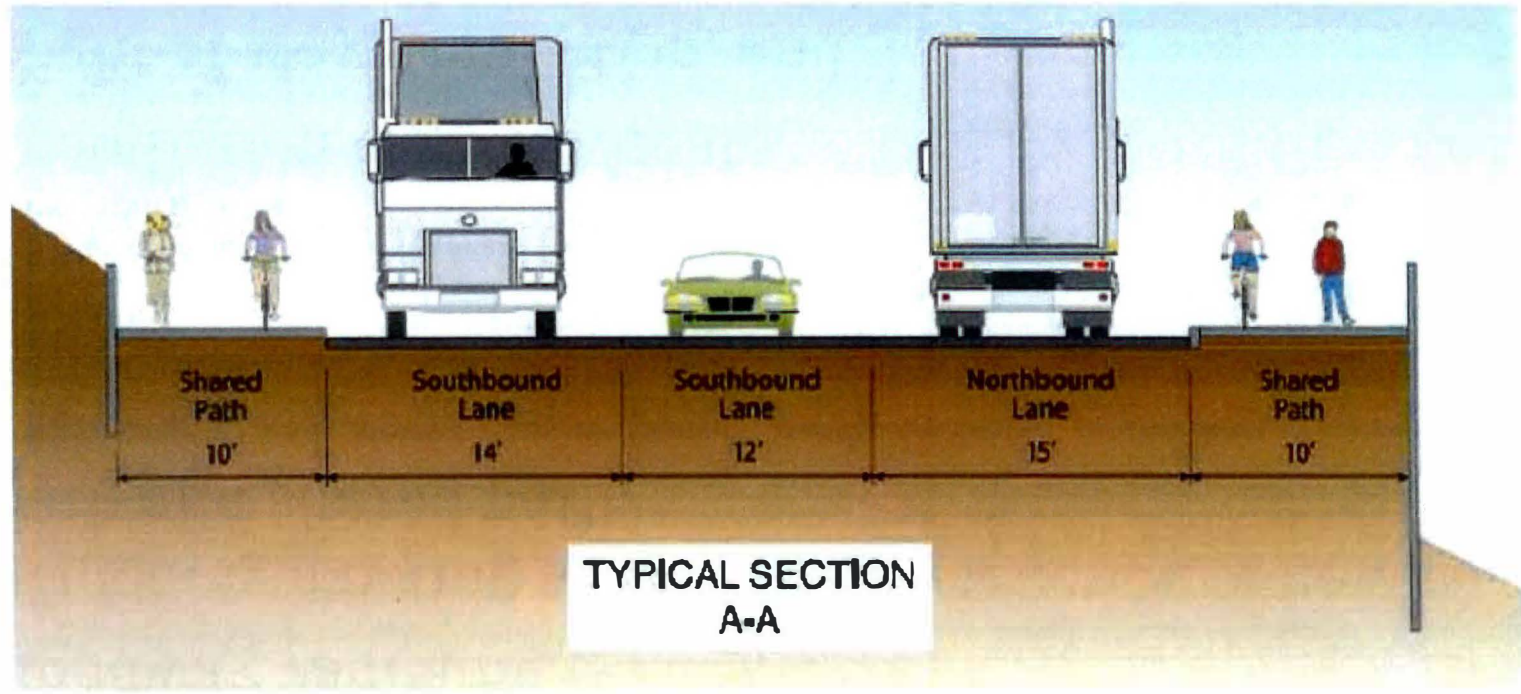 Shared
Path
10'
Southbound
Lane
14'
Southbound
Lane
12'
Northbound
Lane
15'
Shared
Path
10'
TYPICAL SECTION
A-A